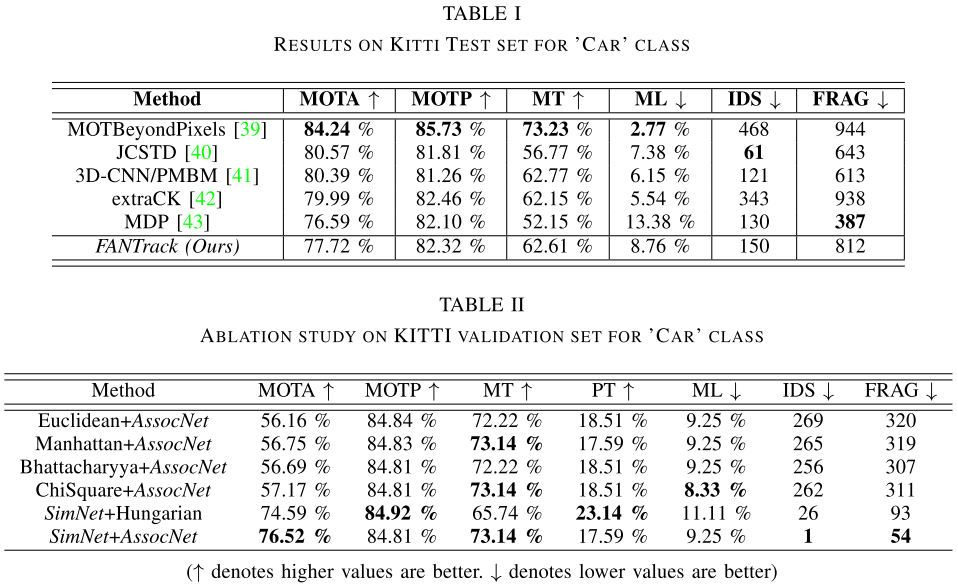 TABLE I
RESULTS ON KITTI TEST SET FOR 'CAR' CLASS
Method MOTA ↑ MOTP ↑ MT ↑ ML ↓ IDS ↓ FRAG ↓
MOTBeyondPixels [39] 84.24 % 85.73 % 73.23 % 2.77 % 468 944
JCSTD [40] 80.57 % 81.81 % 56.77 % 7.38 % 61 643
3D-CNN/PMBM [41] 80.39 % 81.26 % 62.77 % 6.15 % 121 613
extraCK [42] 79.99 % 82.46 % 62.15 % 5.54 % 343 938
MDP [43] 76.59 % 82.10 % 52.15 % 13.38 % 130 387
FANTrack (Ours) 77.72 % 82.32 % 62.61 % 8.76 % 150 812
TABLE II
ABLATION STUDY ON KITTI VALIDATION SET FOR 'CAR' CLASS
Method MOTA ↑ MOTP ↑ MT ↑ PT ↑ ML ↓ IDS ↓ FRAG ↓
Euclidean+AssocNet 56.16 % 84.84 % 72.22 % 18.51 % 9.25 % 269 320
Manhattan+AssocNet 56.75 % 84.83 % 73.14 % 17.59 % 9.25 % 265 319
Bhattacharyya+AssocNet 56.69 % 84.81 % 72.22 % 18.51 % 9.25 % 256 307
ChiSquare+AssocNet 57.17 % 84.81 % 73.14 % 18.51 % 8.33 % 262 311
SimNet+Hungarian 74.59 % 84.92 % 65.74 % 23.14 % 11.11 % 26 93
SimNet+AssocNet 76.52 % 84.81 % 73.14 % 17.59 % 9.25 % 1 54
(↑ denotes higher values are better. ↓ denotes lower values are better)